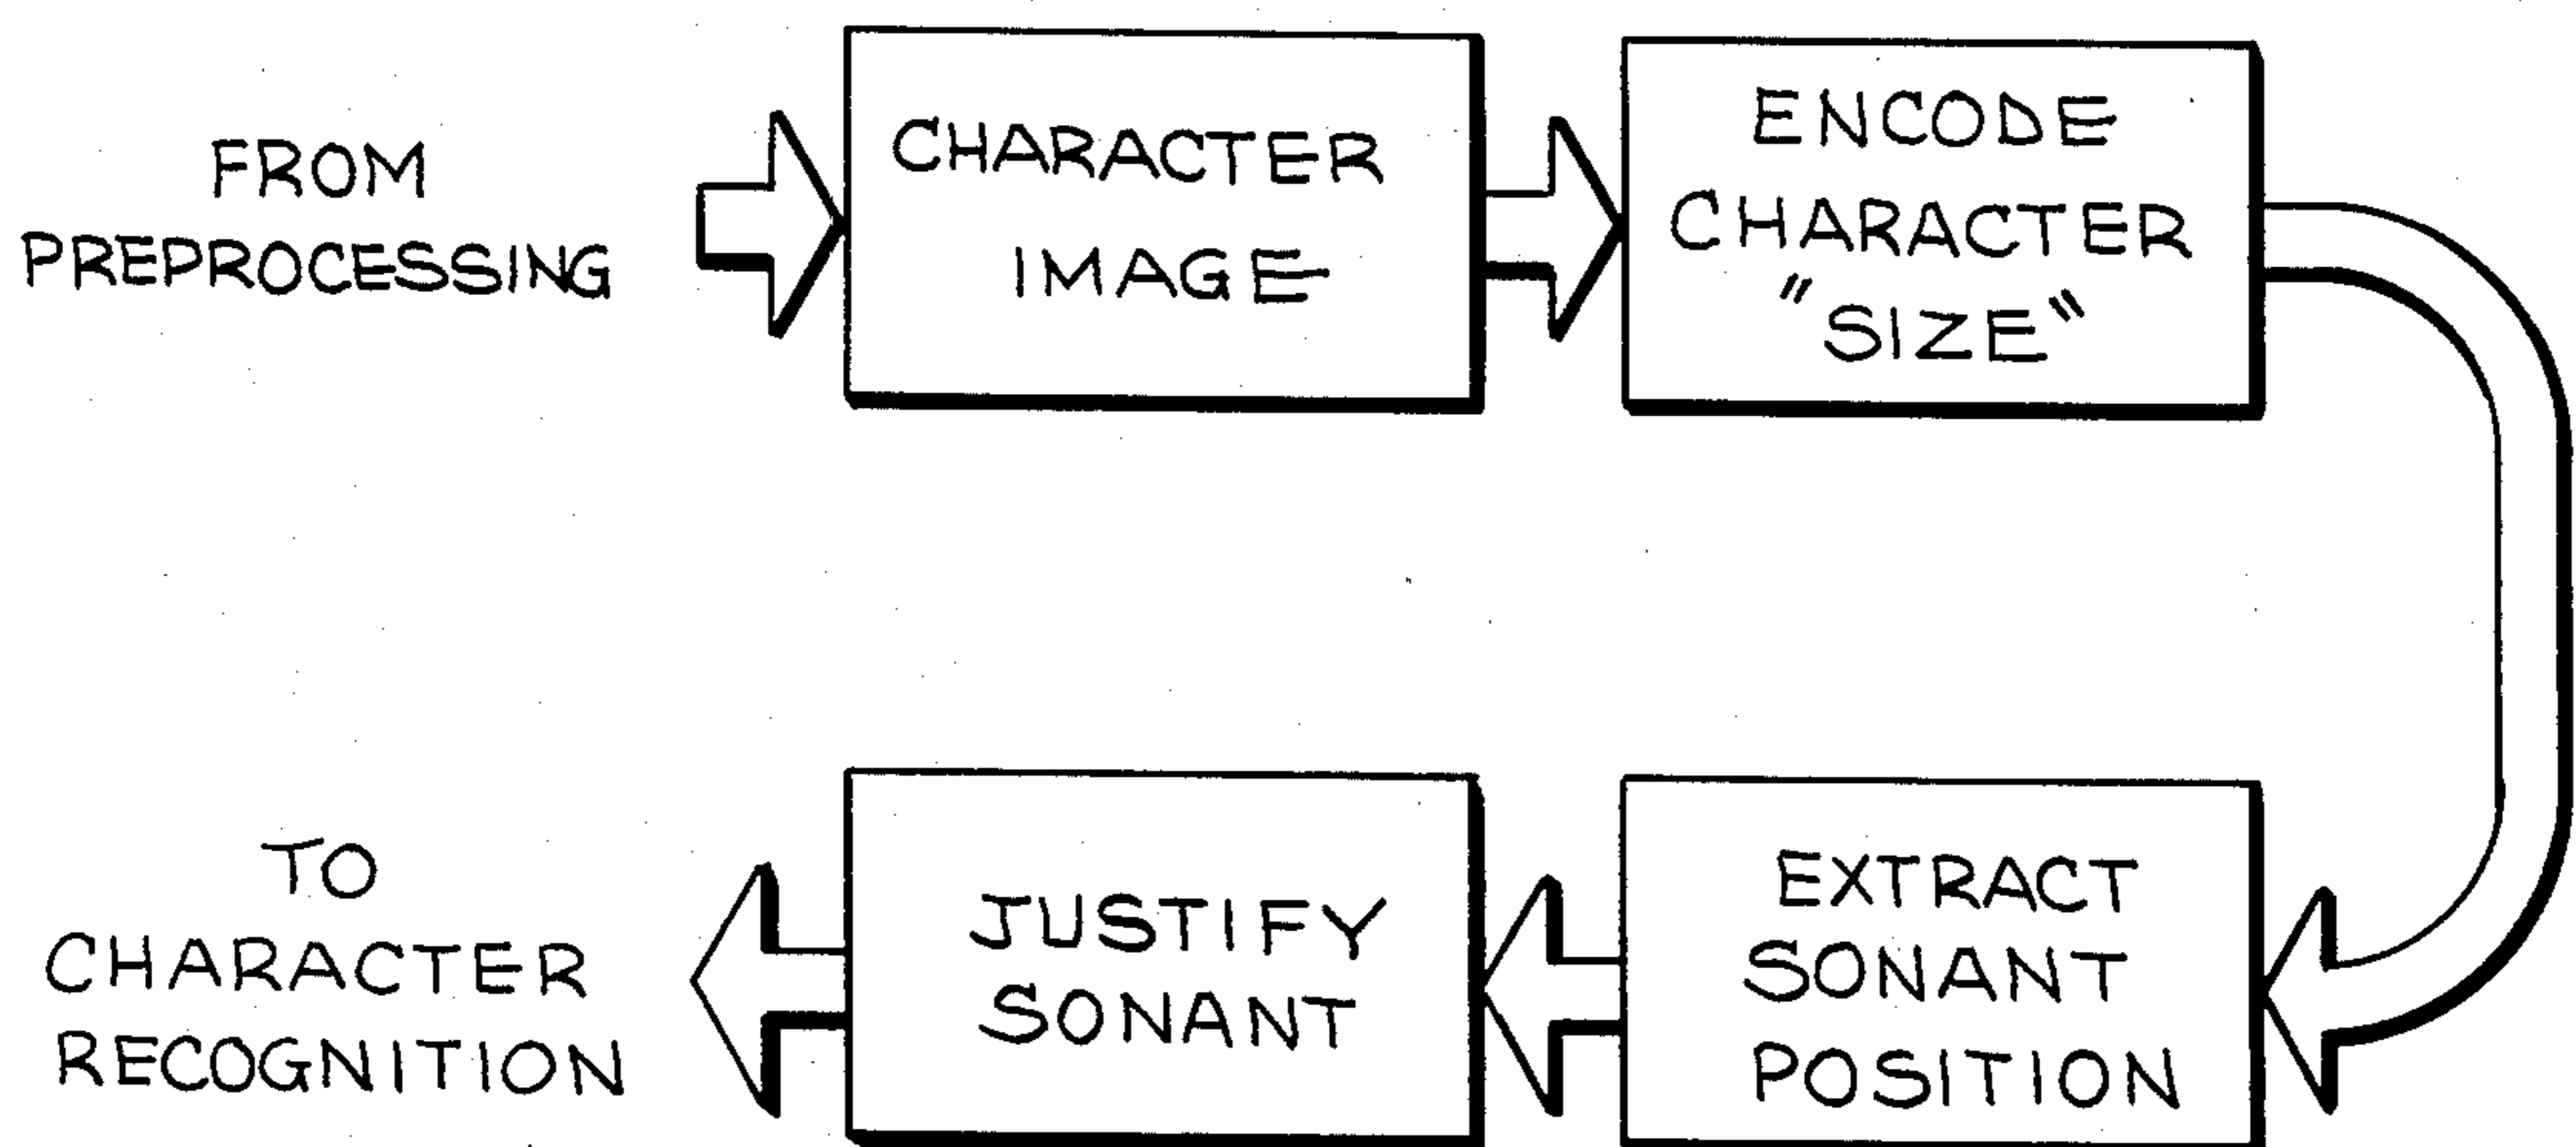 FROM
PREPROCESSING
CHARACTER
IMAGE
ENCODE
CHARACTER
"SIZE"
EXTRACT
SONANT
POSITION
JUSTIFY
SONANT
TO
CHARACTER
RECOGNITION